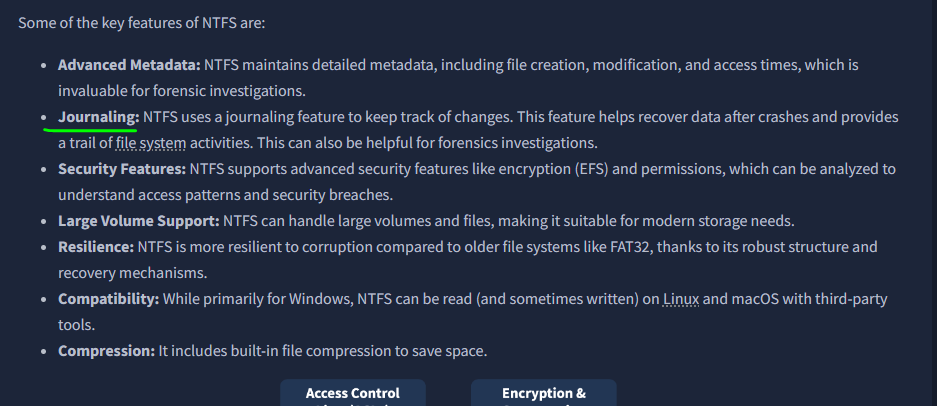 Some of the key features of NTFS are:
• Advanced Metadata: NTFS maintains detailed metadata, including file creation, modification, and access times, which is
invaluable for forensic investigations.
• Journaling: NTFS uses a journaling feature to keep track of changes. This feature helps recover data after crashes and provides
a trail of file system activities. This can also be helpful for forensics investigations.
• Security Features: NTFS supports advanced security features like encryption (EFS) and permissions, which can be analyzed to
understand access patterns and security breaches.
• Large Volume Support: NTFS can handle large volumes and files, making it suitable for modern storage needs.
• Resilience: NTFS is more resilient to corruption compared to older file systems like FAT32, thanks to its robust structure and
recovery mechanisms.
• Compatibility: While primarily for Windows, NTFS can be read (and sometimes written) on Linux and macOS with third-party
tools.
• Compression: It includes built-in file compression to save space.
Access Control
Encryption &